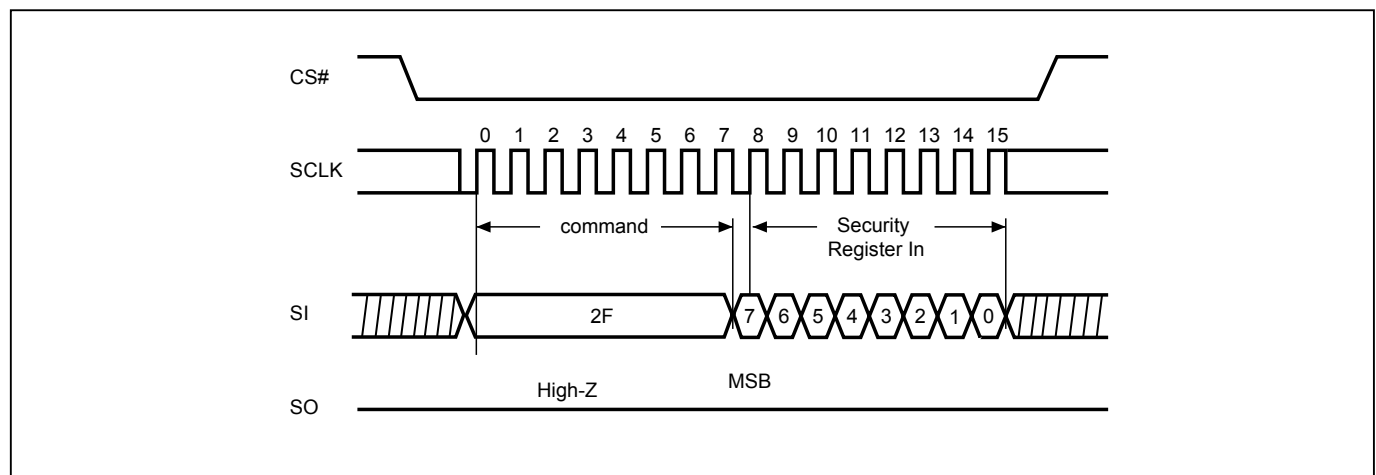 CS#
0 1 2 3 4 5 6 7 8 9 10 11 12 13 14 15
SCLK
command
Security
Register In
SI
2F
7 6 5 4 3 2 1 0
High-Z
MSB
SO